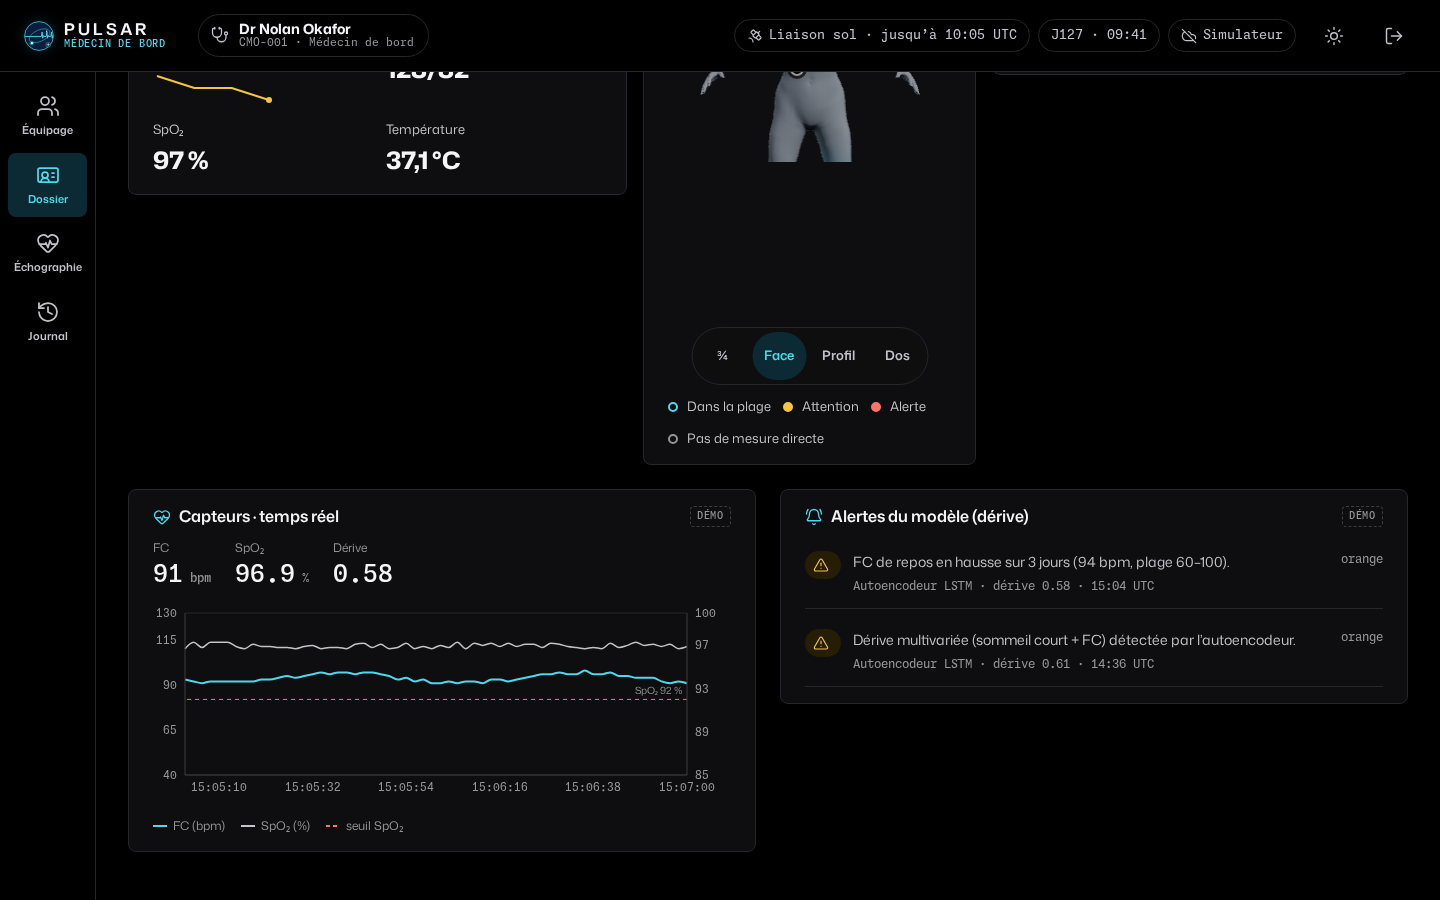 PULSAR
MÉDECIN DE BORD
Dr Nolan Okafor
CMO-001 · Médecin de bord
Liaison sol · jusqu’à 10:05 UTC
J127 · 09:41
Simulateur
Équipage
Dossier
Échographie
Journal
SpO₂
97 %
Température
37,1 °C
¾
Face
Profil
Dos
Dans la plage
Attention
Alerte
Pas de mesure directe
Capteurs · temps réel
DÉMO
FC
91 bpm
SpO₂
96.9 %
Dérive
0.58
130
115
90
65
40
100
97
93
89
85
SpO₂ 92 %
15:05:10
15:05:32
15:05:54
15:06:16
15:06:38
15:07:00
FC (bpm)
SpO₂ (%)
seuil SpO₂
Alertes du modèle (dérive)
DÉMO
FC de repos en hausse sur 3 jours (94 bpm, plage 60–100).
orange
Autoencodeur LSTM · dérive 0.58 · 15:04 UTC
Dérive multivariée (sommeil court + FC) détectée par l’autoencodeur.
orange
Autoencodeur LSTM · dérive 0.61 · 14:36 UTC